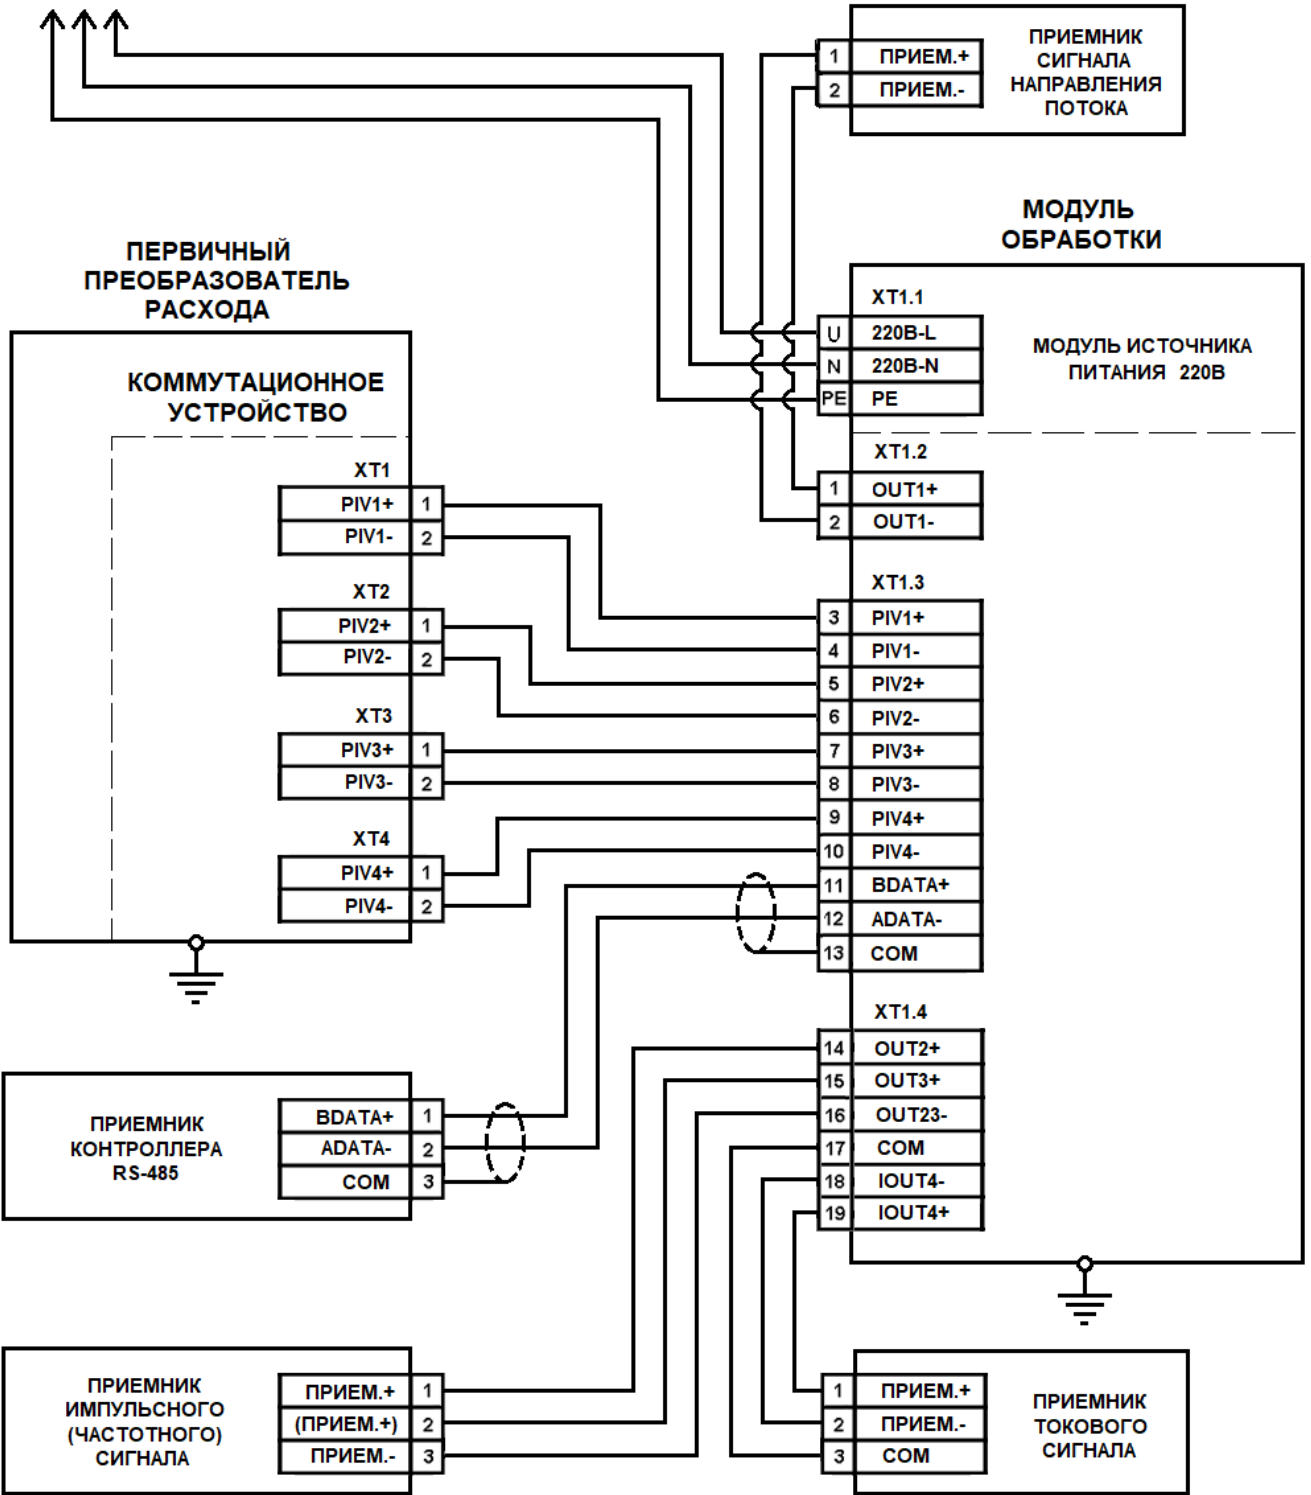 1 ПРИЕМ.+
2 ПРИЕМ.-
ПРИЕМНИК
СИГНАЛА
НАПРАВЛЕНИЯ
ПОТОКА
МОДУЛЬ
ОБРАБОТКИ
ПЕРВИЧНЫЙ
ПРЕОБРАЗОВАТЕЛЬ
РАСХОДА
КОММУТАЦИОННОЕ
УСТРОЙСТВО
XT1
PIV1+ 1
PIV1- 2
XT2
PIV2+ 1
PIV2- 2
XT3
PIV3+ 1
PIV3- 2
XT4
PIV4+ 1
PIV4- 2
XT1.1
U 220В-L
N 220В-N
PE PE
МОДУЛЬ ИСТОЧНИКА
ПИТАНИЯ 220В
XT1.2
1 OUT1+
2 OUT1-
XT1.3
3 PIV1+
4 PIV1-
5 PIV2+
6 PIV2-
7 PIV3+
8 PIV3-
9 PIV4+
10 PIV4-
11 BDATA+
12 ADATA-
13 COM
XT1.4
14 OUT2+
15 OUT3+
16 OUT23-
17 COM
18 IOUT4-
19 IOUT4+
ПРИЕМНИК
КОНТРОЛЛЕРА
RS-485
BDATA+ 1
ADATA- 2
COM 3
ПРИЕМНИК
ИМПУЛЬСНОГО
(ЧАСТОТНОГО)
СИГНАЛА
ПРИЕМ.+ 1
(ПРИЕМ.+) 2
ПРИЕМ.- 3
1 ПРИЕМ.+
2 ПРИЕМ.-
3 COM
ПРИЕМНИК
ТОКОВОГО
СИГНАЛА